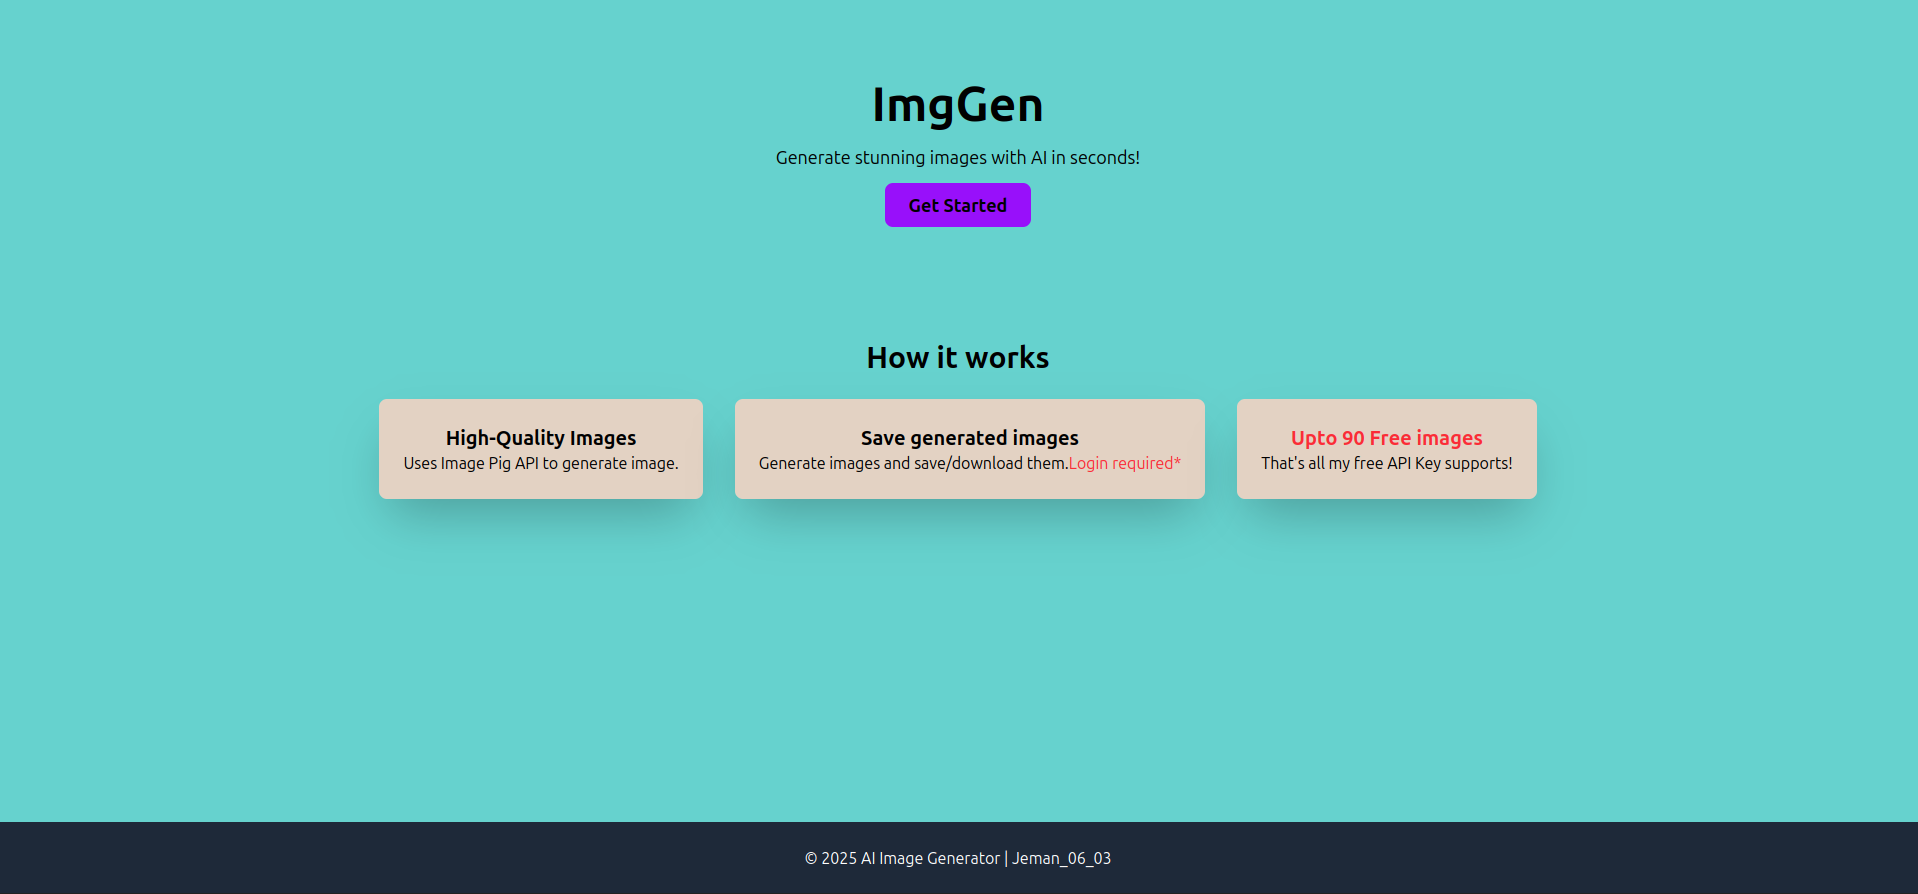 ImgGen
Generate stunning images with AI in seconds!
Get Started
How it works
High-Quality Images
Uses Image Pig API to generate image.
Save generated images
Generate images and save/download them.Login required*
Upto 90 Free images
That's all my free API Key supports!
© 2025 AI Image Generator | Jeman_06_03